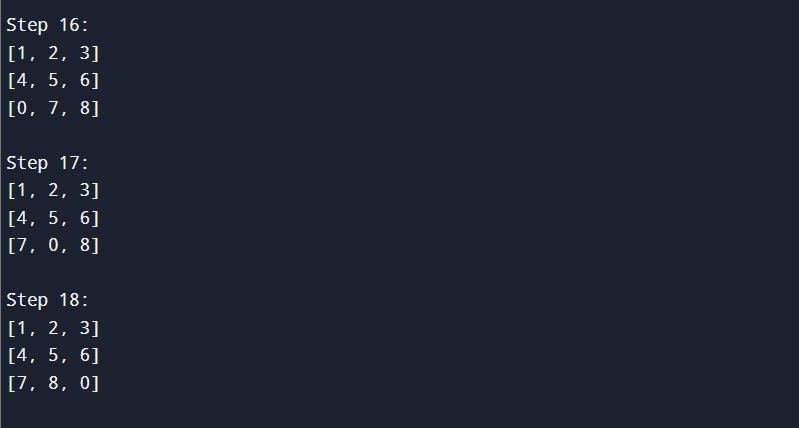 Step 16:
[1, 2, 3]
[4, 5, 6]
[0, 7, 8]
Step 17:
[1, 2, 3]
[4, 5, 6]
[7, 0, 8]
Step 18:
[1, 2, 3]
[4, 5, 6]
[7, 8, 0]